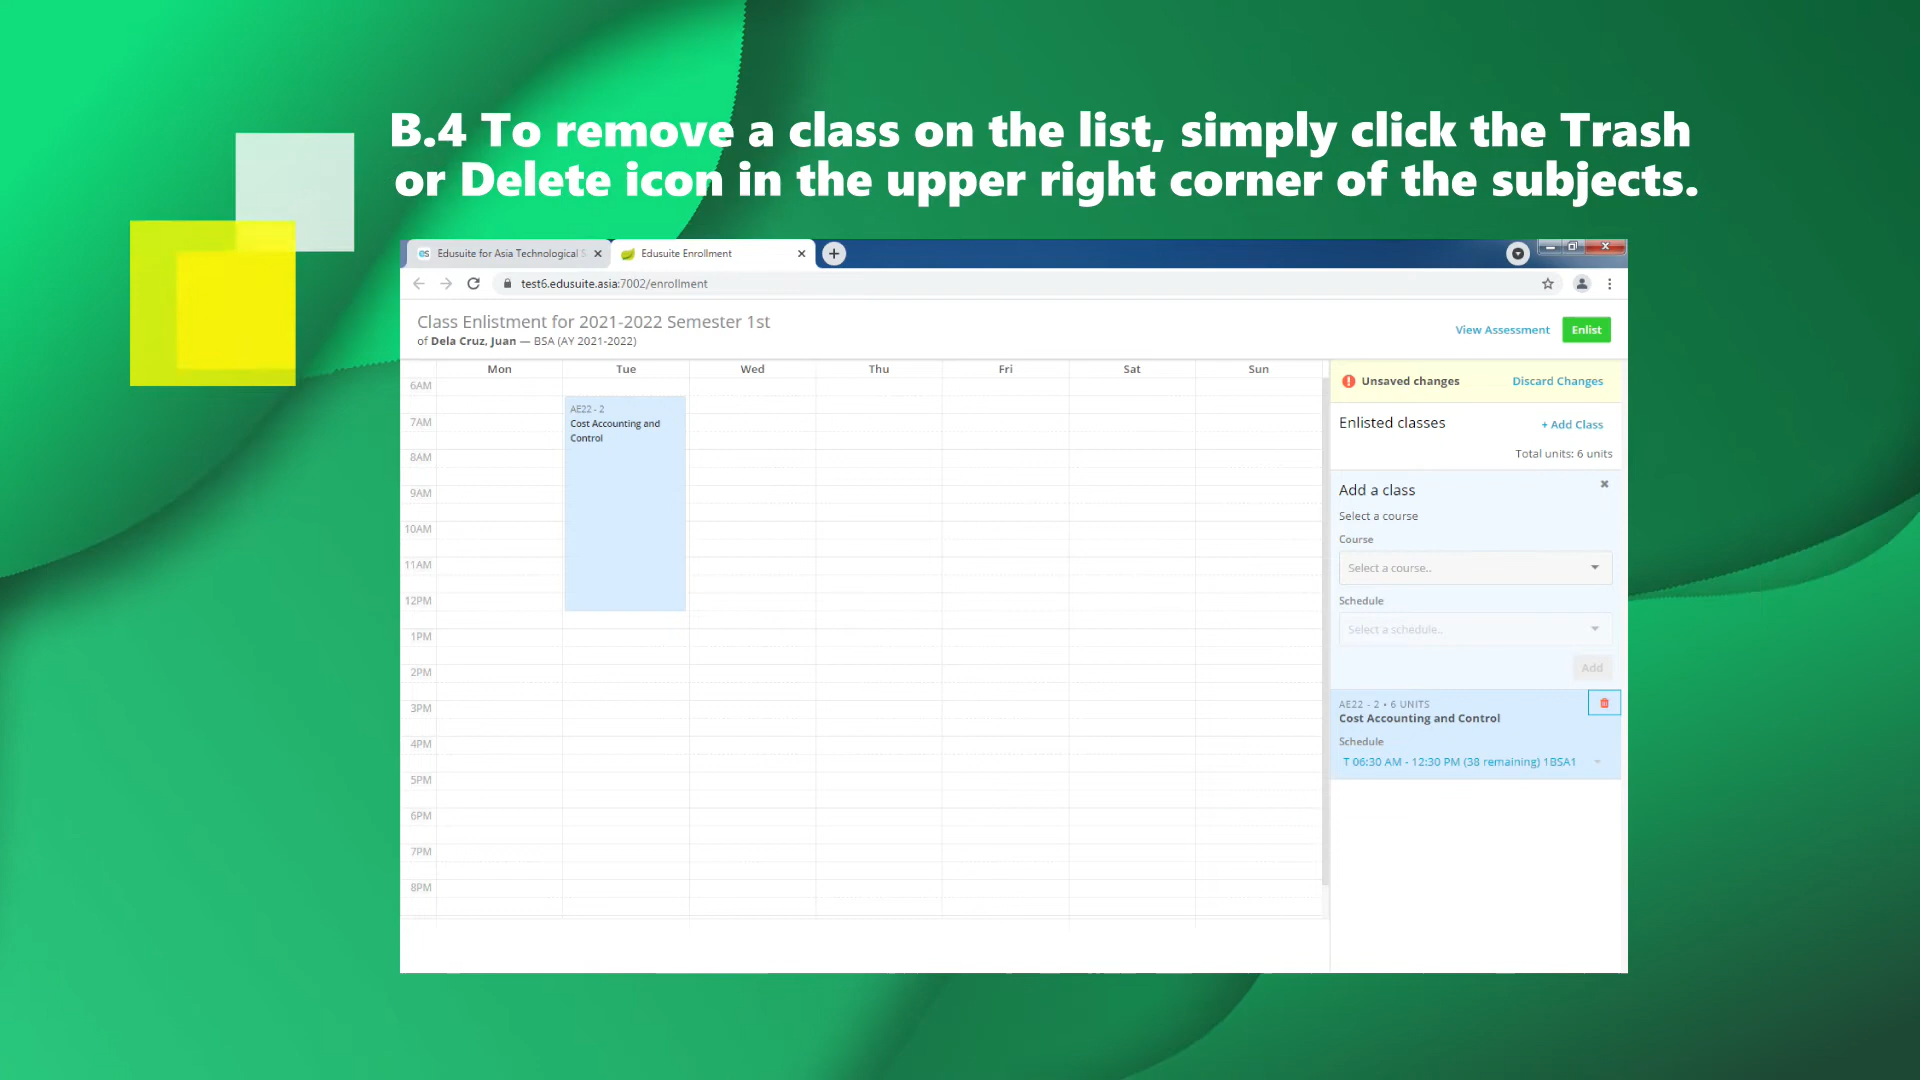 B.4 To remove a class on the list, simply click the Trash
or Delete icon in the upper right corner of the subjects.
Edusuite for Asia Technological S
Edusuite Enrollment
test6.edusuite.asia:7002/enrollment
Class Enlistment for 2021-2022 Semester 1st
of Dela Cruz, Juan — BSA (AY 2021-2022)
View Assessment
Enlist
Mon Tue Wed Thu Fri Sat Sun
6AM
7AM
8AM
9AM
10AM
11AM
12PM
1PM
2PM
3PM
4PM
5PM
6PM
7PM
8PM
AE22 - 2
Cost Accounting and
Control
Unsaved changes
Discard Changes
Enlisted classes
+ Add Class
Total units: 6 units
Add a class
Select a course
Course
Select a course..
Schedule
Select a schedule..
Add
AE22 - 2 • 6 UNITS
Cost Accounting and Control
Schedule
T 06:30 AM - 12:30 PM (38 remaining) 1BSA1